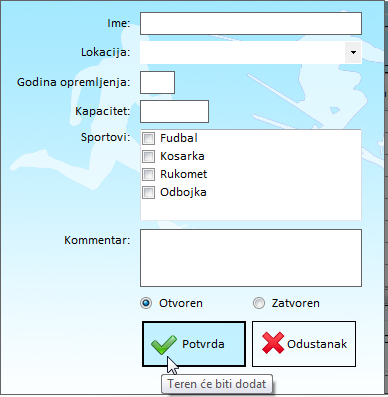 Ime:
Lokacija:
Godina opremljenja:
Kapacitet:
Sportovi:
Fudbal
Kosarka
Rukomet
Odbojka
Kommentar:
Otvoren Zatvoren
Potvrda Odustanak
Teren će biti dodat